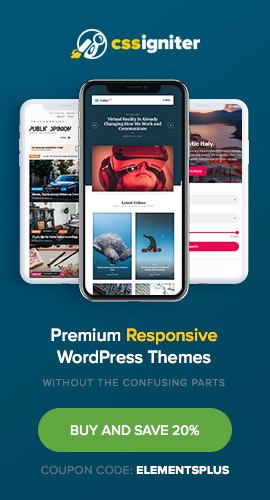 cssigniter
Virtual Reality Is Already
Changing How We Work and
Communicate
PUBLIC OPINION
tic Italy.
Latest Videos
Premium Responsive
WordPress Themes
WITHOUT THE CONFUSING PARTS
BUY AND SAVE 20%
COUPON CODE: ELEMENTSPLUS